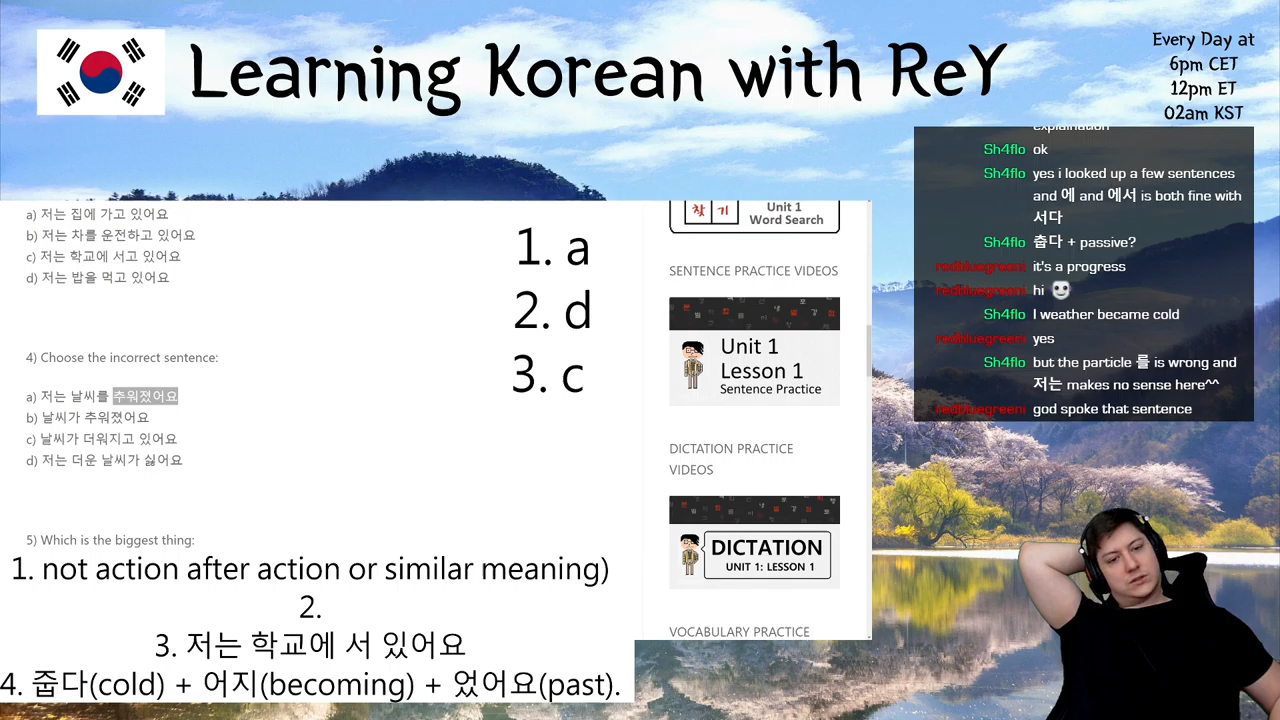 Learning Korean with ReY
Every Day at
6pm CET
12pm ET
02am KST
a) 저는 집에 가고 있어요
b) 저는 차를 운전하고 있어요
c) 저는 학교에 서고 있어요
d) 저는 밥을 먹고 있어요
4) Choose the incorrect sentence:
a) 저는 날씨를 추워졌어요
b) 날씨가 추워졌어요
c) 날씨가 더워지고 있어요
d) 저는 더운 날씨가 싫어요
5) Which is the biggest thing:
1. a
2. d
3. c
찾 기
Unit 1
Word Search
SENTENCE PRACTICE VIDEOS
Unit 1
Lesson 1
Sentence Practice
DICTATION PRACTICE
VIDEOS
DICTATION
UNIT 1: LESSON 1
VOCABULARY PRACTICE
explaination
Sh4flo ok
Sh4flo yes i looked up a few sentences
and 에 and 에서 is both fine with
서다
Sh4flo 춥다 + passive?
redbluegreeni it's a progress
redbluegreeni hi
Sh4flo I weather became cold
redbluegreeni yes
Sh4flo but the particle 를 is wrong and
저는 makes no sense here^^
redbluegreeni god spoke that sentence
1. not action after action or similar meaning)
2.
3. 저는 학교에 서 있어요
4. 줍다(cold) + 어지(becoming) + 었어요(past).